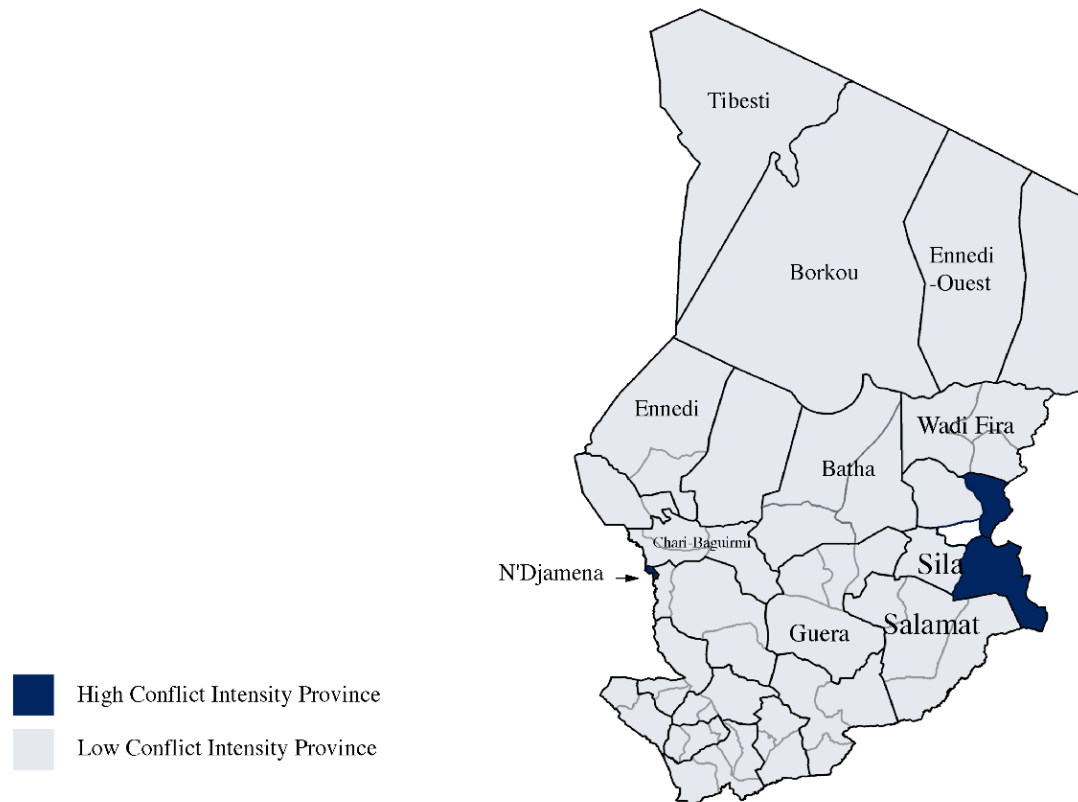 Tibesti
Borkou
Ennedi
-Ouest
Ennedi
Wadi Fira
Batha
Chari-Baguirmi
N'Djamena
Sila
Guera
Salamat
High Conflict Intensity Province
Low Conflict Intensity Province